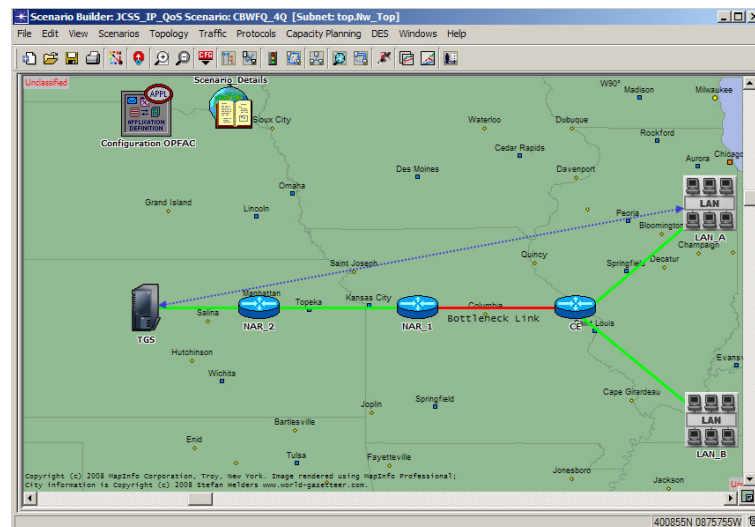 Scenario Builder: JCSS_IP_QoS Scenario: CBWFQ_4Q [Subnet: top.Nw_Top]
File Edit View Scenarios Topology Traffic Protocols Capacity Planning DES Windows Help
Unclassified
Scenario_Details
W90°
Madison
Milwaukee
APPL
APPLICATION
DEFINITION
Configuration OPFAC
Sioux City
Waterloo
Dubuque
Rockford
Cedar Rapids
Aurora
Chicago
Des Moines
Davenport
Omaha
LAN
Grand Island
Lincoln
Peoria
Bloomington
LAN_A
Champaign
Quincy
Saint Joseph
Springfield
Decatur
Manhattan
Topeka
Kansas City
Columbia
Salina
TGS
NAR_2
NAR_1
Bottleneck Link
CE
Saint Louis
Hutchinson
Wichita
Evansv
Joplin
Springfield
Cape Girardeau
LAN
Bartlesville
Enid
Tulsa
Fayetteville
LAN_B
Jonesboro
Jackson
Copyright (c) 2008 MapInfo Corporation, Troy, New York. Image rendered using MapInfo Professional;
City information is Copyright (c) 2008 Stefan Helders www.world-gazetteer.com.
Un
400855N 0875755W